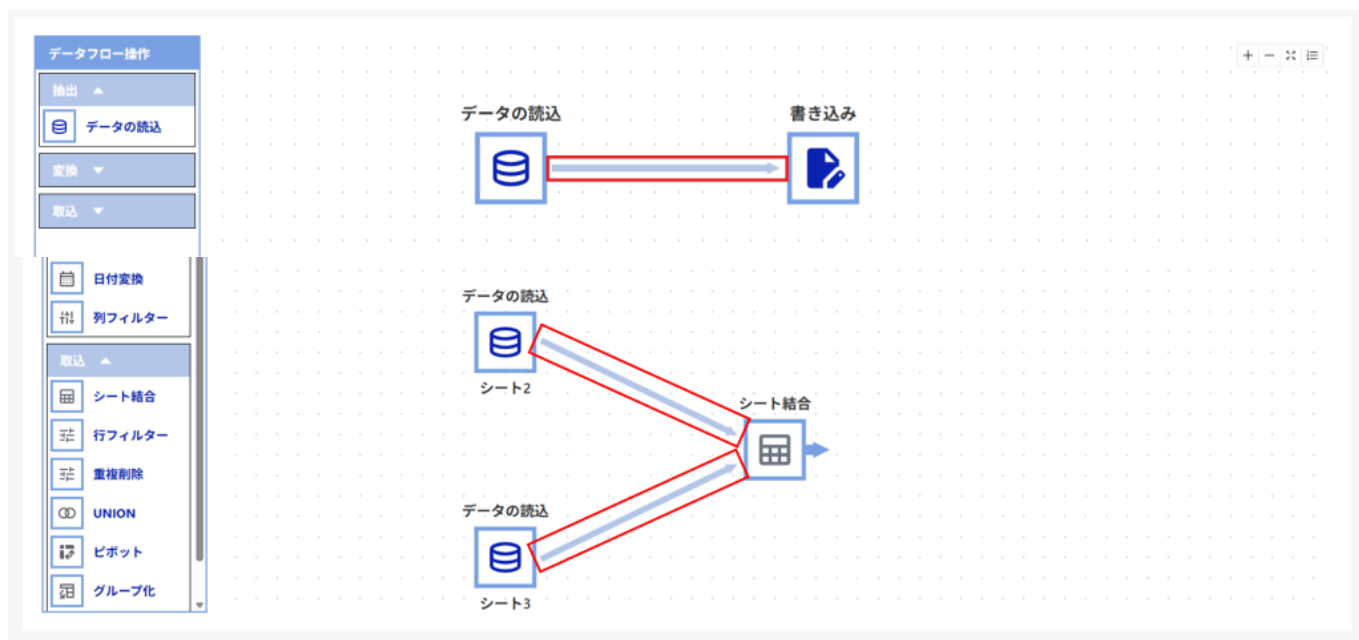 データフロー操作
抽出
データの読込
変換
取込
データの読込
書き込み
日付変換
列フィルター
取込
シート結合
行フィルター
重複削除
UNION
ピボット
グループ化
データの読込
シート2
シート結合
データの読込
シート3